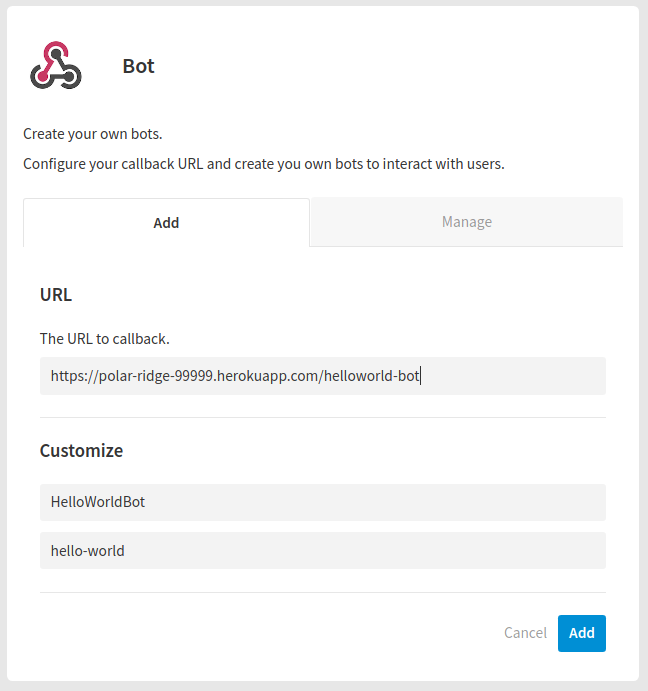 Bot
Create your own bots.
Configure your callback URL and create you own bots to interact with users.
Add
Manage
URL
The URL to callback.
https://polar-ridge-99999.herokuapp.com/helloworld-bot
Customize
HelloWorldBot
hello-world
Cancel
Add